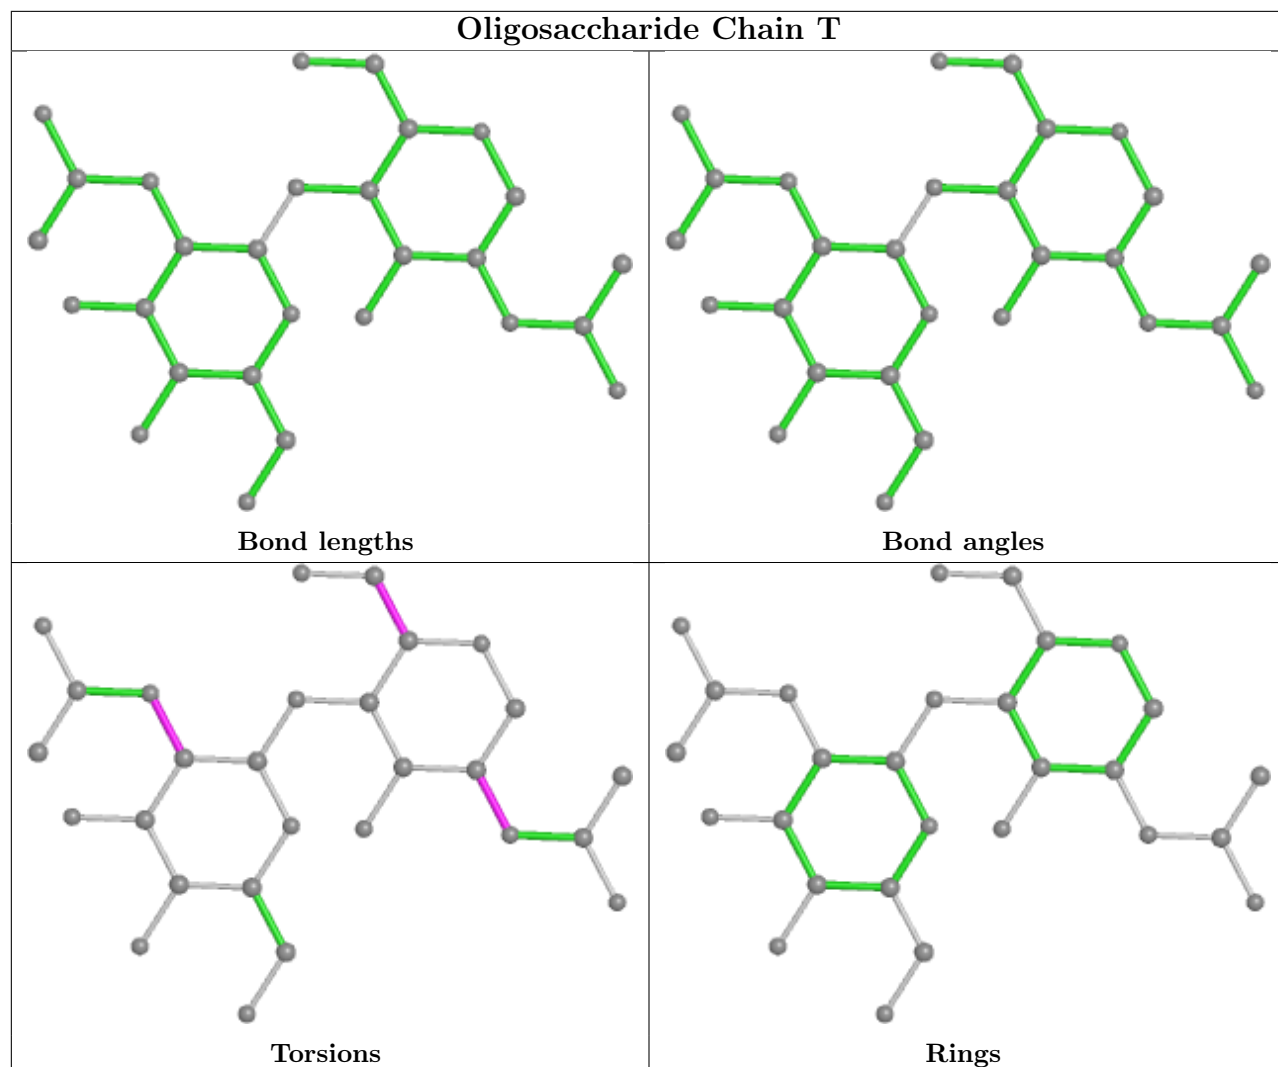 Oligosaccharide Chain T
Bond lengths
Bond angles
Torsions
Rings